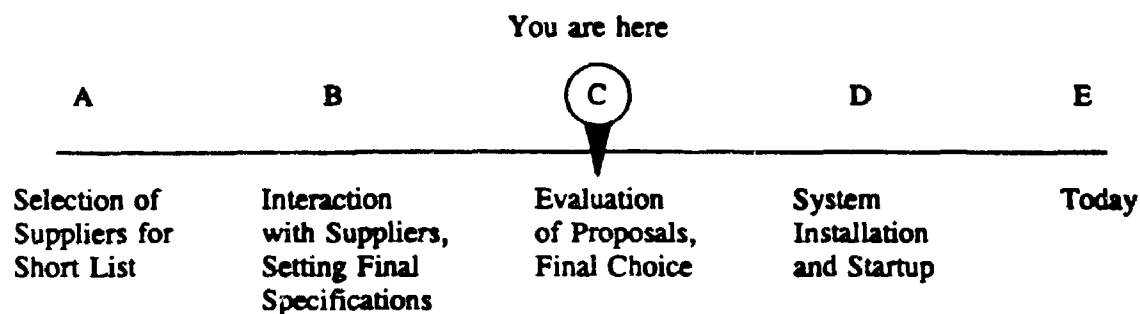 You are here
A B C D E
Selection of Interaction Evaluation System Today
Suppliers for with Suppliers, of Proposals, Installation
Short List Setting Final Final Choice and Startup
Specifications